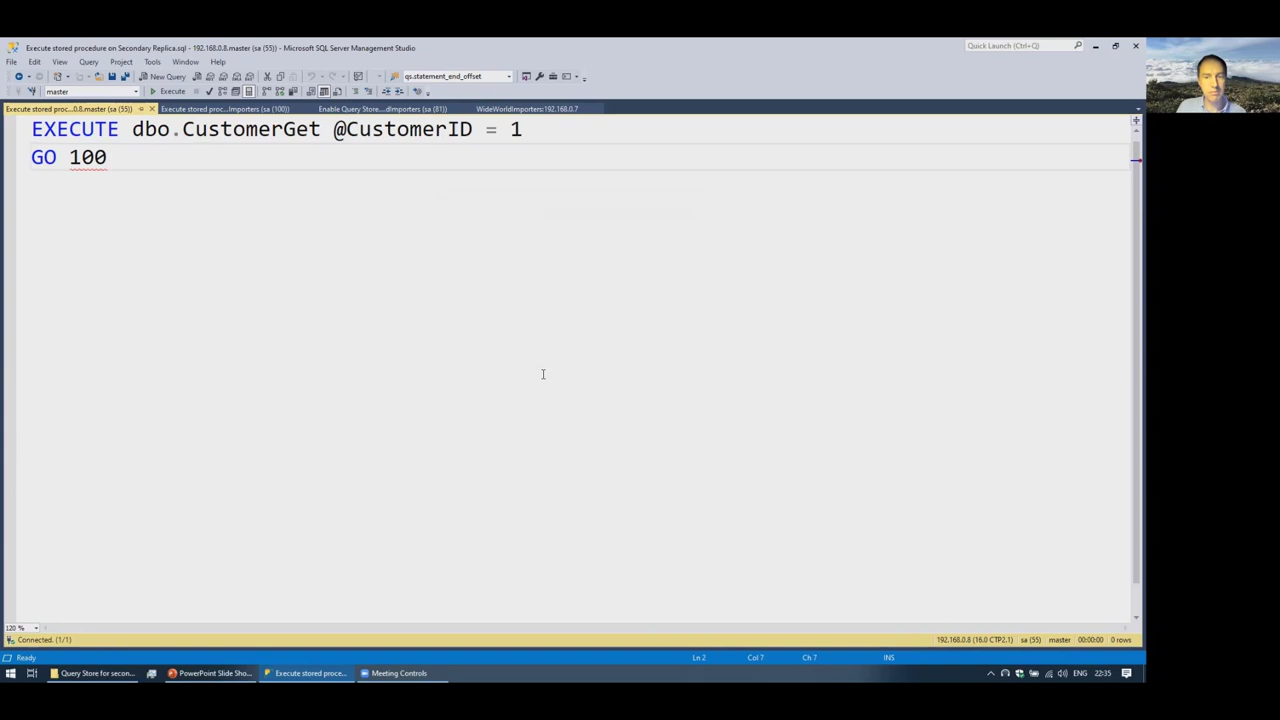 Execute stored procedure on Secondary Replica.sql - 192.168.0.8.master (sa (55)) - Microsoft SQL Server Management Studio
Quick Launch (Ctrl+Q)
File Edit View Query Project Tools Window Help
New Query
qs.statement_end_offset
master
Execute
Execute stored proc...0.8.master (sa (55))
Execute stored proc...Importers (sa (100))
Enable Query Store....dImporters (sa (81))
WideWorldImporters:192.168.0.7
EXECUTE dbo.CustomerGet @CustomerID = 1
GO 100
120 %
Connected. (1/1)
192.168.0.8 (16.0 CTP2.1)
sa (55)
master
00:00:00
0 rows
Ready
Ln 2
Col 7
Ch 7
INS
Query Store for secon...
PowerPoint Slide Sho...
Execute stored proce...
Meeting Controls
ENG
22:35